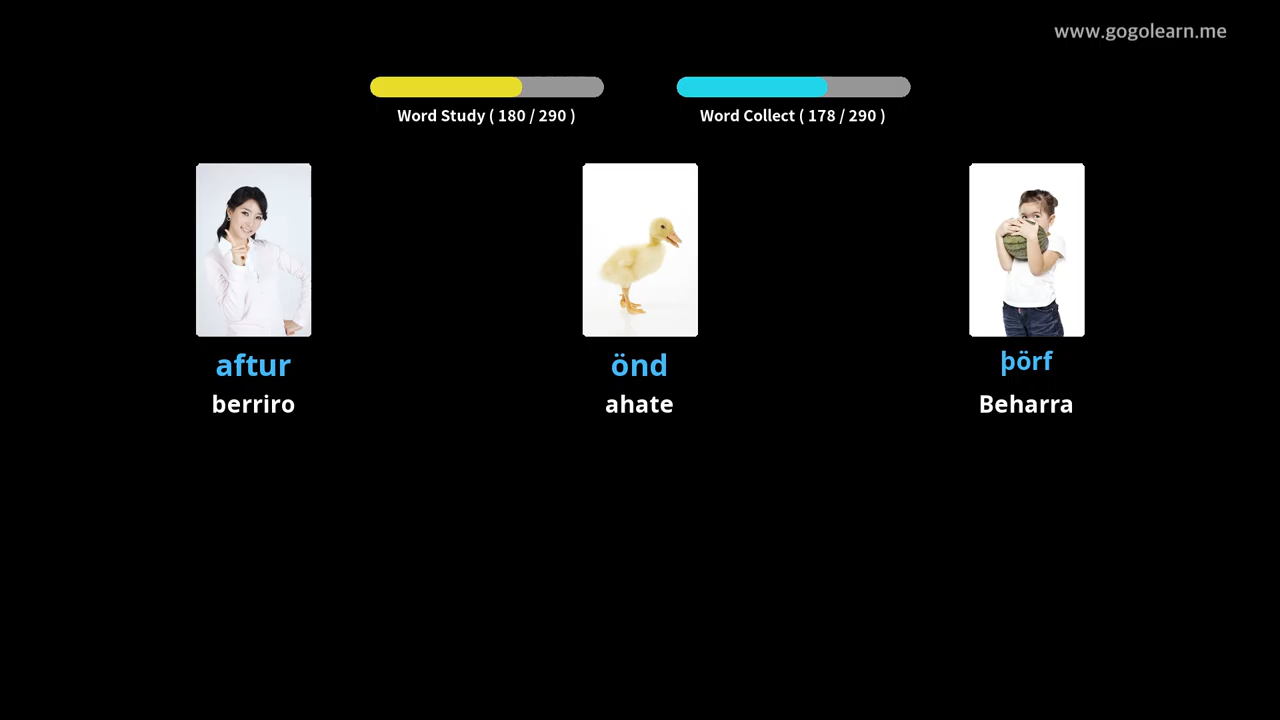 www.gogolearn.me
Word Study ( 180 / 290 )
Word Collect ( 178 / 290 )
aftur
berriro
önd
ahate
þörf
Beharra